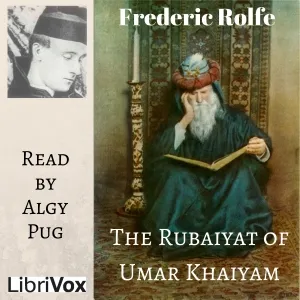 Frederic Rolfe
Read
by
Algy
Pug
The Rubaiyat of
Umar Khaiyam
LibriVox